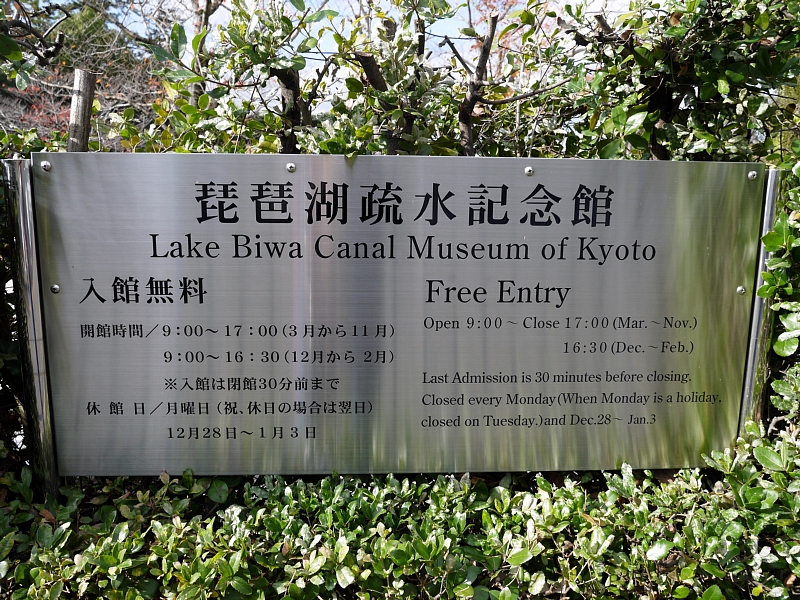 琵琶湖疏水記念館
Lake Biwa Canal Museum of Kyoto
入館無料
開館時間／9：00～17：00（3月から11月）
9：00～16：30（12月から 2月）
※入館は閉館30分前まで
休 館 日／月曜日（祝、休日の場合は翌日）
12月28日～1月3日
Free Entry
Open 9:00～ Close 17:00 (Mar.～Nov.)
16:30 (Dec.～Feb.)
Last Admission is 30 minutes before closing.
Closed every Monday(When Monday is a holiday,
closed on Tuesday.)and Dec.28～ Jan.3